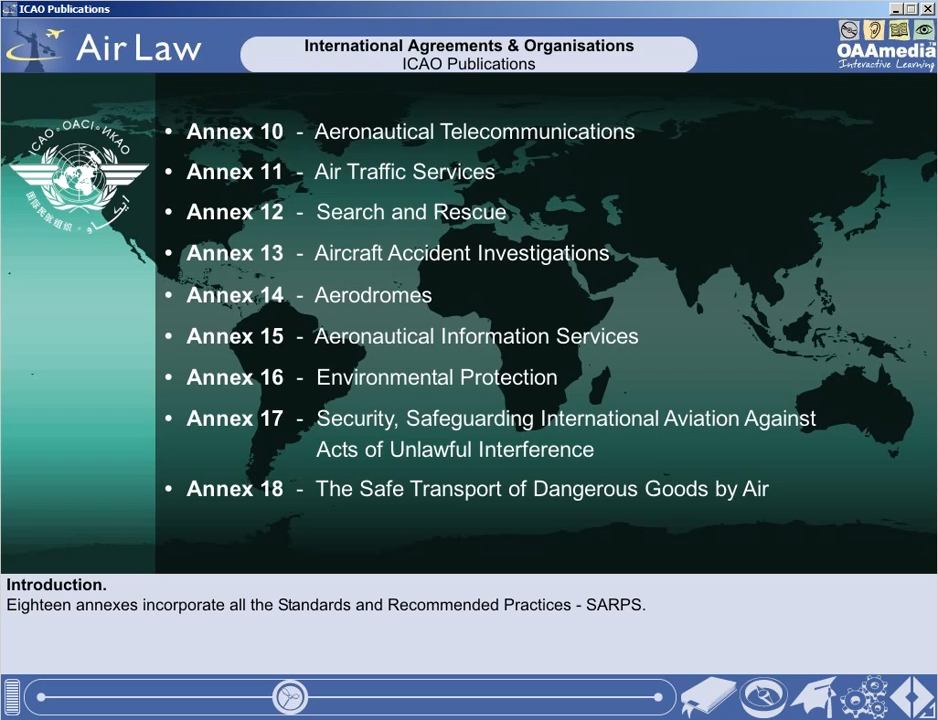 ICAO Publications
Air Law
International Agreements & Organisations
ICAO Publications
OAAmedia
Interactive Learning
ICAO · OACI · ИКАО
• Annex 10 - Aeronautical Telecommunications
• Annex 11 - Air Traffic Services
• Annex 12 - Search and Rescue
• Annex 13 - Aircraft Accident Investigations
• Annex 14 - Aerodromes
• Annex 15 - Aeronautical Information Services
• Annex 16 - Environmental Protection
• Annex 17 - Security, Safeguarding International Aviation Against
Acts of Unlawful Interference
• Annex 18 - The Safe Transport of Dangerous Goods by Air
Introduction.
Eighteen annexes incorporate all the Standards and Recommended Practices - SARPS.